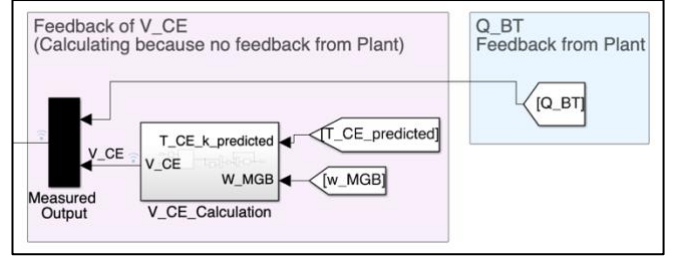 Feedback of V_CE
(Calculating because no feedback from Plant)
Q_BT
Feedback from Plant
[Q_BT]
T_CE_k_predicted
[T_CE_predicted]
V_CE
V_CE
W_MGB
[w_MGB]
Measured
Output
V_CE_Calculation